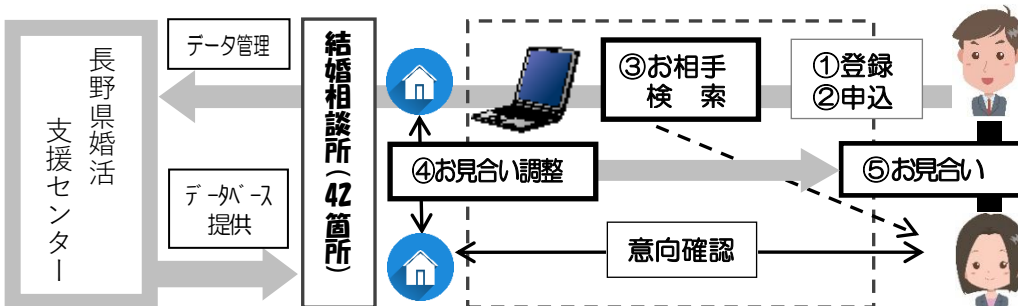 長野県婚活
支援センター
データ管理
データベース
提供
結婚相談所(42箇所)
③お相手
検　索
①登録
②申込
④お見合い調整
⑤お見合い
意向確認